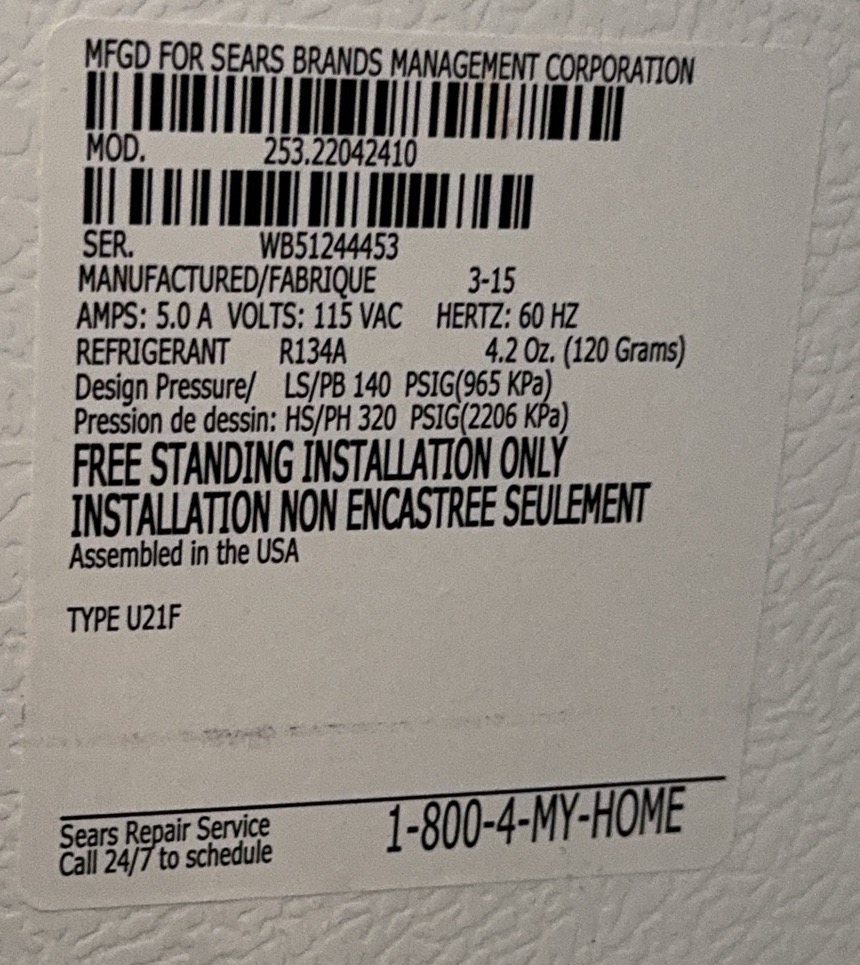 MFGD FOR SEARS BRANDS MANAGEMENT CORPORATION
MOD. 253.22042410
SER. WB51244453
MANUFACTURED/FABRIQUE 3-15
AMPS: 5.0 A VOLTS: 115 VAC HERTZ: 60 HZ
REFRIGERANT R134A 4.2 Oz. (120 Grams)
Design Pressure/ LS/PB 140 PSIG(965 KPa)
Pression de dessin: HS/PH 320 PSIG(2206 KPa)
FREE STANDING INSTALLATION ONLY
INSTALLATION NON ENCASTREE SEULEMENT
Assembled in the USA
TYPE U21F
Sears Repair Service
Call 24/7 to schedule
1-800-4-MY-HOME